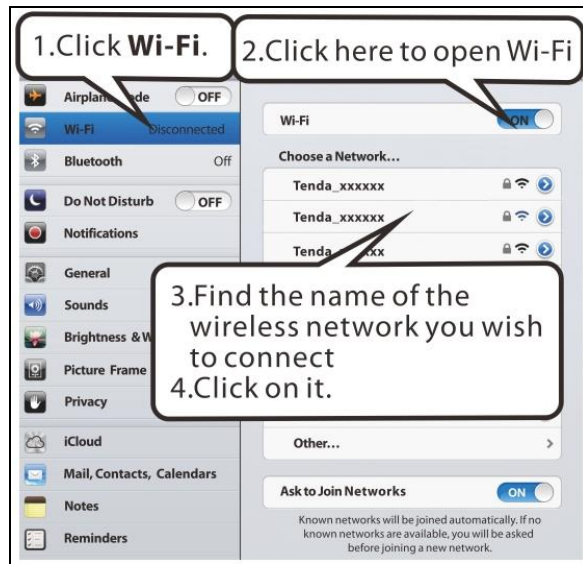 1.Click Wi-Fi.
2.Click here to open Wi-Fi
OFF
Wi-Fi Disconnected
Bluetooth Off
Do Not Disturb OFF
Notifications
General
Sounds
Brightness & W
Picture Frame
Privacy
iCloud
Mail, Contacts, Calendars
Notes
Reminders
Wi-Fi ON
Choose a Network...
Tenda_xxxxxx
Tenda_xxxxxx
3.Find the name of the
wireless network you wish
to connect
4.Click on it.
Other...
Ask to Join Networks ON
Known networks will be joined automatically. If no
known networks are available, you will be asked
before joining a new network.